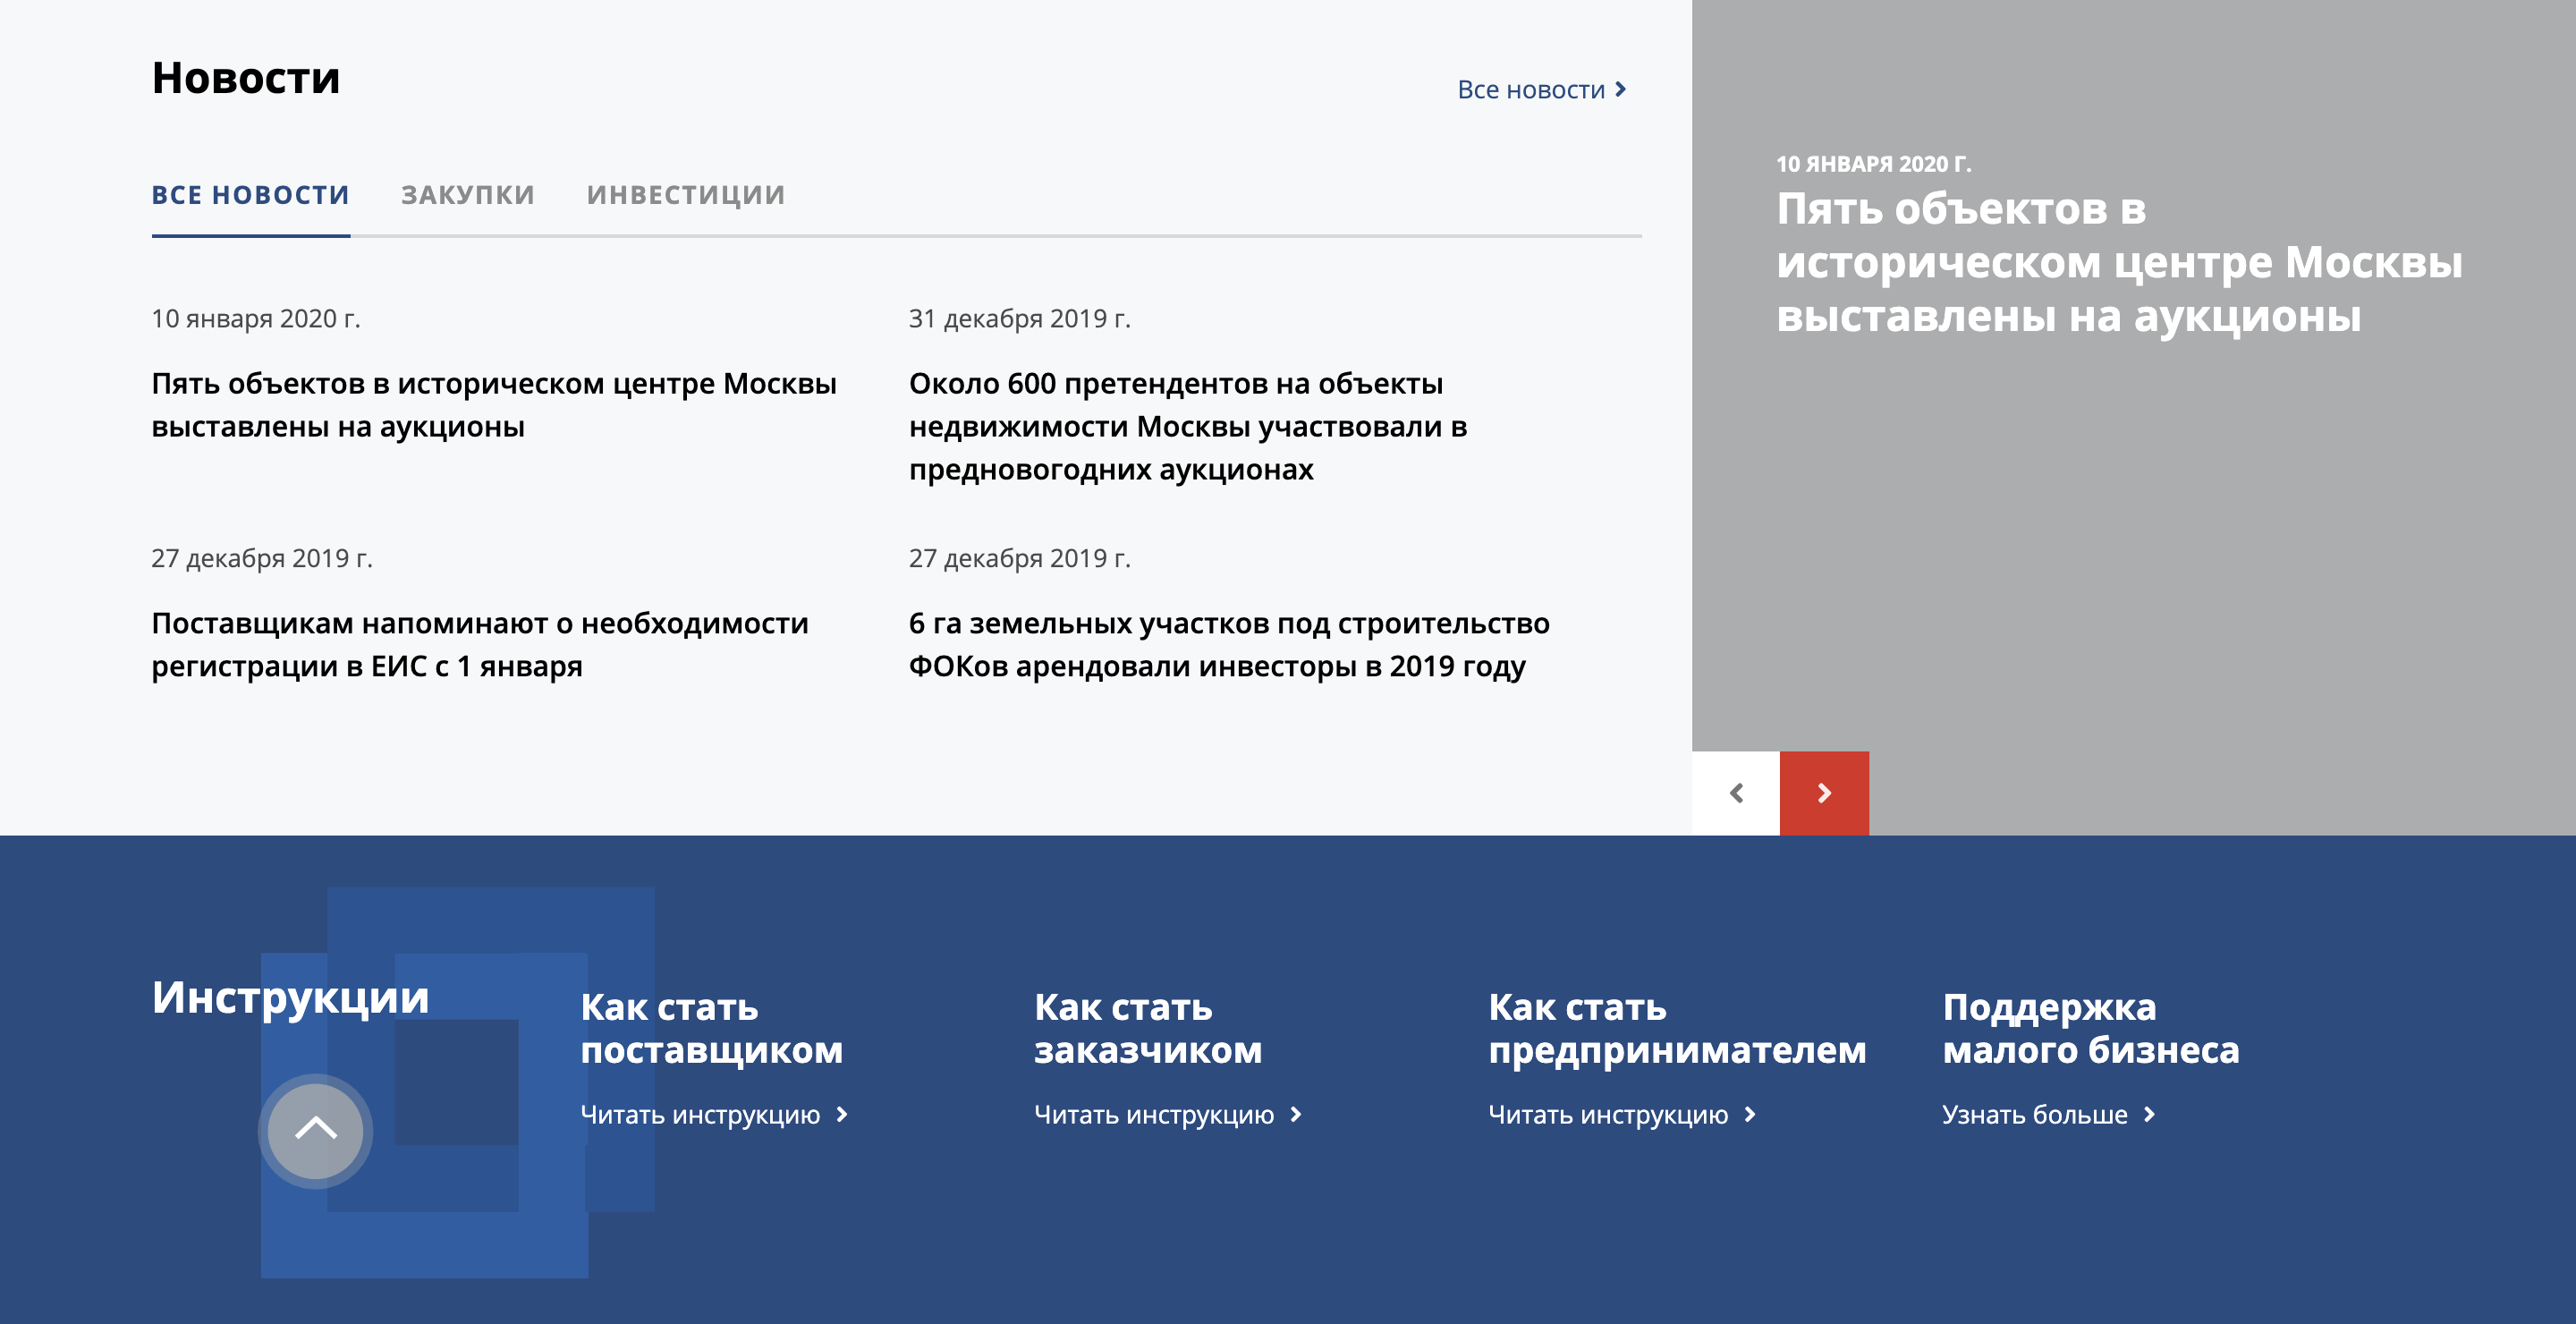 Новости
Все новости
ВСЕ НОВОСТИ
ЗАКУПКИ
ИНВЕСТИЦИИ
10 января 2020 г.
Пять объектов в историческом центре Москвы
выставлены на аукционы
31 декабря 2019 г.
Около 600 претендентов на объекты
недвижимости Москвы участвовали в
предновогодних аукционах
27 декабря 2019 г.
Поставщикам напоминают о необходимости
регистрации в ЕИС с 1 января
27 декабря 2019 г.
6 га земельных участков под строительство
ФОКов арендовали инвесторы в 2019 году
10 ЯНВАРЯ 2020 Г.
Пять объектов в
историческом центре Москвы
выставлены на аукционы
Инструкции
Как стать
поставщиком
Читать инструкцию
Как стать
заказчиком
Читать инструкцию
Как стать
предпринимателем
Читать инструкцию
Поддержка
малого бизнеса
Узнать больше